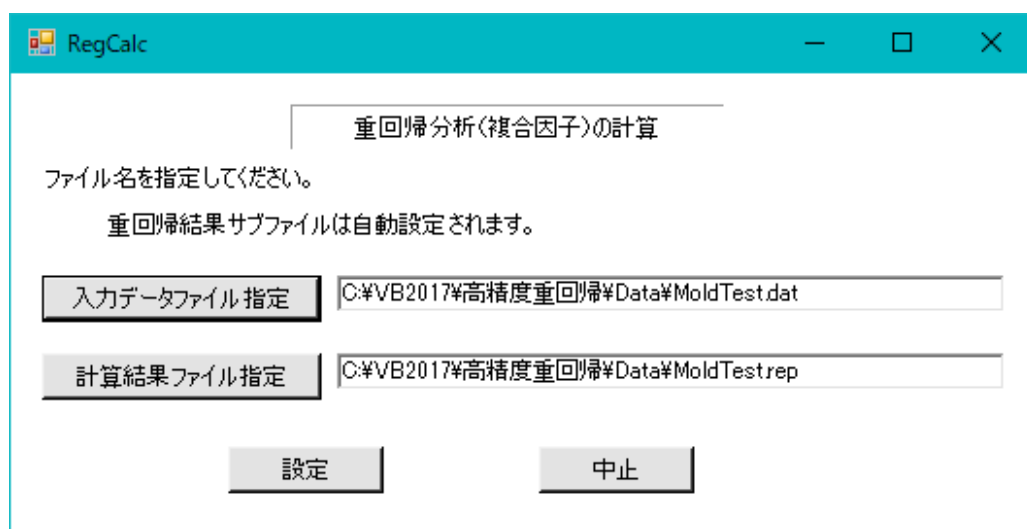 RegCalc
重回帰分析(複合因子)の計算
ファイル名を指定してください。
重回帰結果サブファイルは自動設定されます。
入力データファイル指定 C:¥VB2017¥高精度重回帰¥Data¥MoldTest.dat
計算結果ファイル指定 C:¥VB2017¥高精度重回帰¥Data¥MoldTest.rep
設定 中止